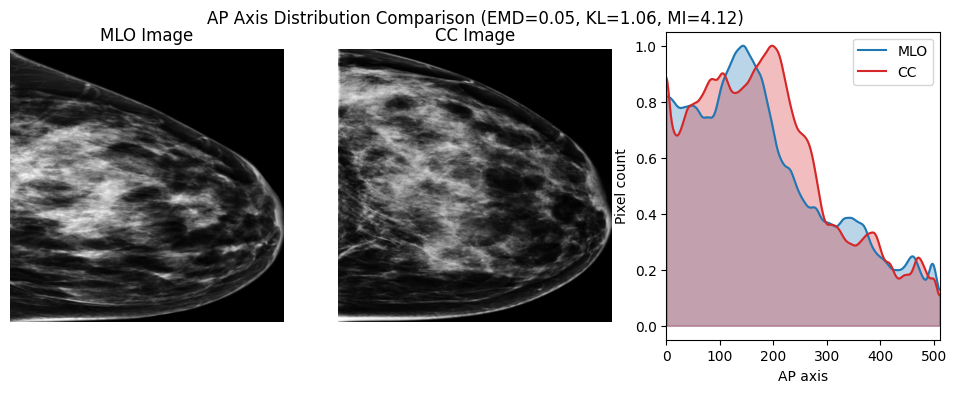 AP Axis Distribution Comparison (EMD=0.05, KL=1.06, MI=4.12)
MLO Image
CC Image
MLO
CC
Pixel count
1.0
0.8
0.6
0.4
0.2
0.0
0 100 200 300 400 500
AP axis